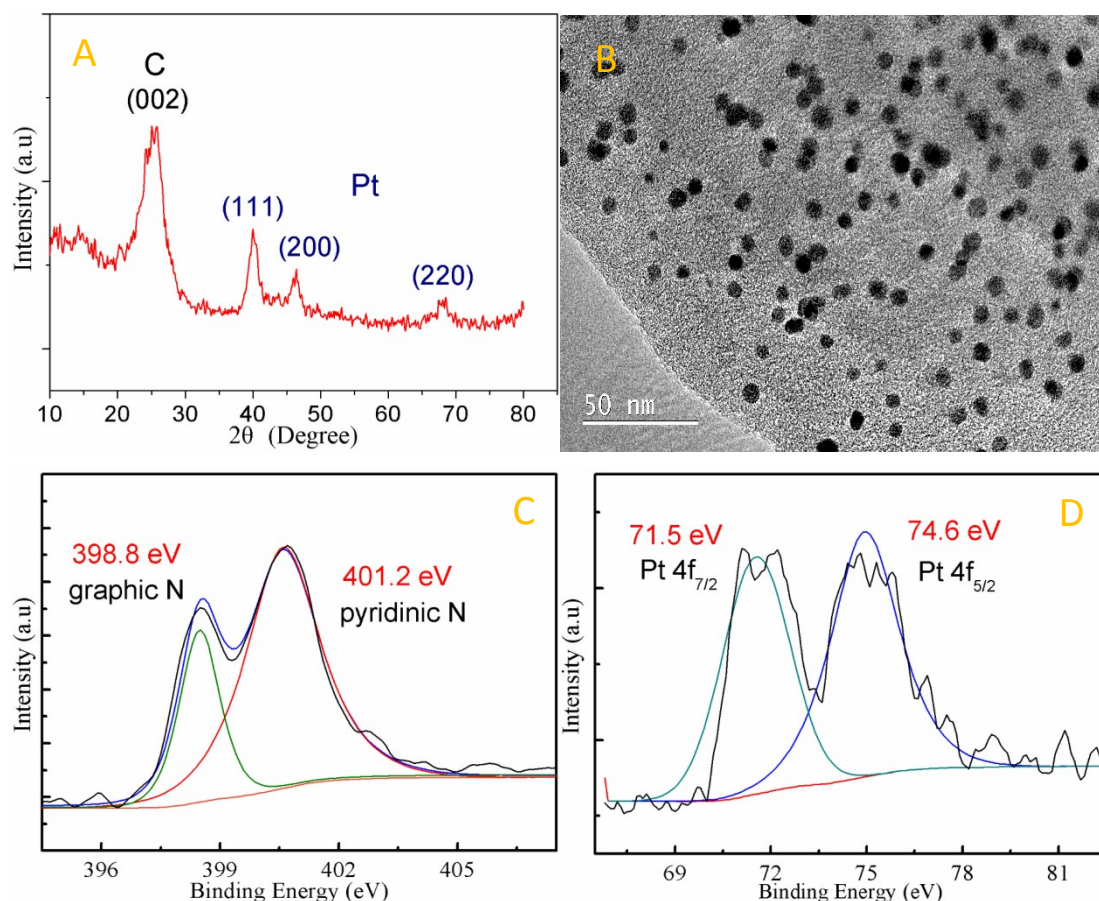 A
C
(002)
Pt
(111)
(200)
(220)
Intensity (a.u)
10 20 30 40 50 60 70 80
2θ (Degree)
B
50 nm
C
398.8 eV
graphic N
401.2 eV
pyridinic N
Intensity (a.u)
396 399 402 405
Binding Energy (eV)
D
71.5 eV
Pt 4f7/2
74.6 eV
Pt 4f5/2
Intensity (a.u)
69 72 75 78 81
Binding Energy (eV)